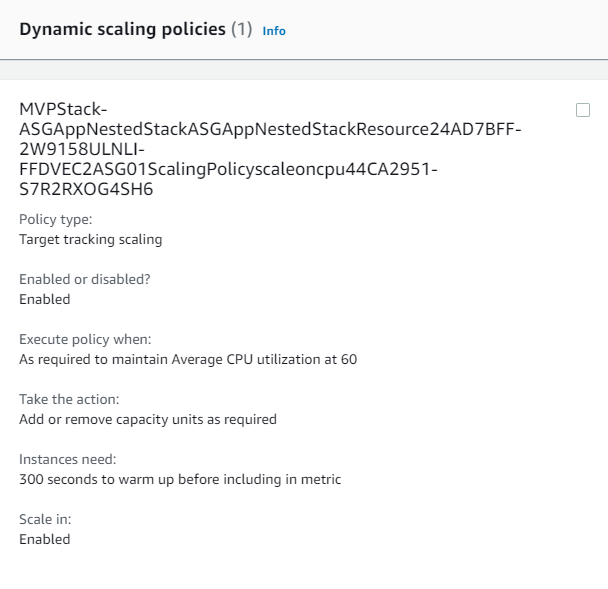 Dynamic scaling policies (1) Info
MVPStack-
ASGAppNestedStackASGAppNestedStackResource24AD7BFF-
2W9158ULNLI-
FFDVEC2ASG01ScalingPolicyscaleoncpu44CA2951-
S7R2RXOG4SH6
Policy type:
Target tracking scaling
Enabled or disabled?
Enabled
Execute policy when:
As required to maintain Average CPU utilization at 60
Take the action:
Add or remove capacity units as required
Instances need:
300 seconds to warm up before including in metric
Scale in:
Enabled